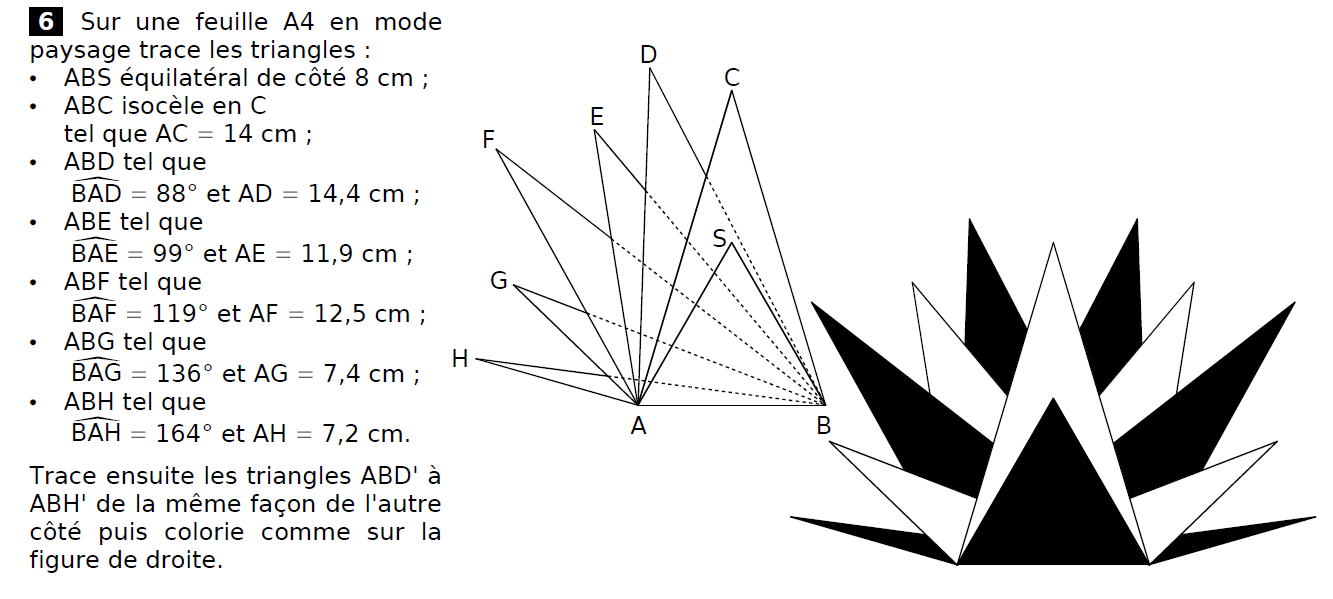 6 Sur une feuille A4 en mode
paysage trace les triangles :
• ABS équilatéral de côté 8 cm ;
• ABC isocèle en C
tel que AC = 14 cm ;
• ABD tel que
BAD = 88° et AD = 14,4 cm ;
• ABE tel que
BAE = 99° et AE = 11,9 cm ;
• ABF tel que
BAF = 119° et AF = 12,5 cm ;
• ABG tel que
BAG = 136° et AG = 7,4 cm ;
• ABH tel que
BAH = 164° et AH = 7,2 cm.
Trace ensuite les triangles ABD' à
ABH' de la même façon de l'autre
côté puis colorie comme sur la
figure de droite.
D
C
E
F
S
G
H
A
B